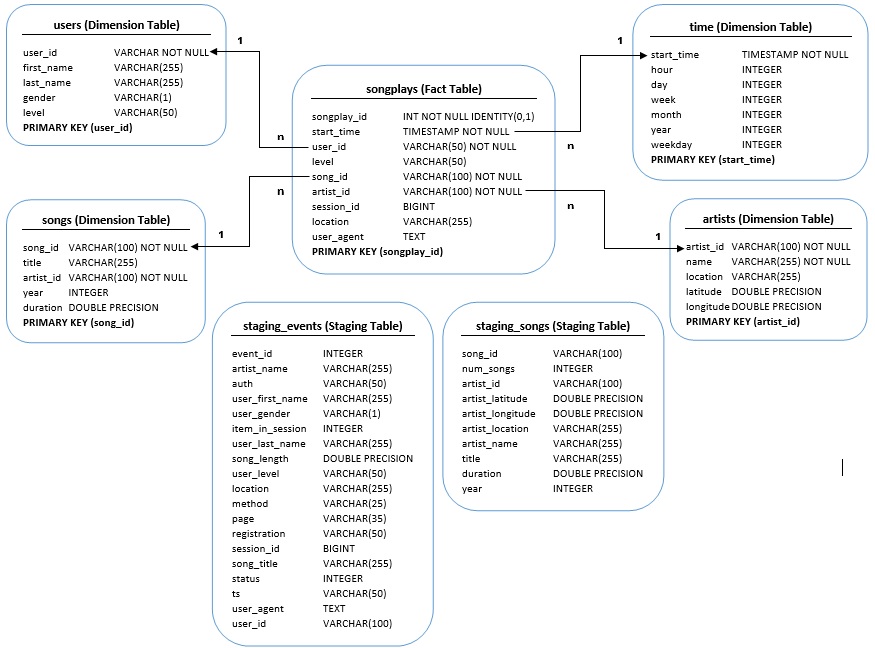 users (Dimension Table)
user_id VARCHAR NOT NULL
first_name VARCHAR(255)
last_name VARCHAR(255)
gender VARCHAR(1)
level VARCHAR(50)
PRIMARY KEY (user_id)
1
n
songplays (Fact Table)
songplay_id INT NOT NULL IDENTITY(0,1)
start_time TIMESTAMP NOT NULL
user_id VARCHAR(50) NOT NULL
level VARCHAR(50)
song_id VARCHAR(100) NOT NULL
artist_id VARCHAR(100) NOT NULL
session_id BIGINT
location VARCHAR(255)
user_agent TEXT
PRIMARY KEY (songplay_id)
1
n
time (Dimension Table)
start_time TIMESTAMP NOT NULL
hour INTEGER
day INTEGER
week INTEGER
month INTEGER
year INTEGER
weekday INTEGER
PRIMARY KEY (start_time)
n
1
songs (Dimension Table)
song_id VARCHAR(100) NOT NULL
title VARCHAR(255)
artist_id VARCHAR(100) NOT NULL
year INTEGER
duration DOUBLE PRECISION
PRIMARY KEY (song_id)
n
1
artists (Dimension Table)
artist_id VARCHAR(100) NOT NULL
name VARCHAR(255) NOT NULL
location VARCHAR(255)
latitude DOUBLE PRECISION
longitude DOUBLE PRECISION
PRIMARY KEY (artist_id)
staging_events (Staging Table)
event_id INTEGER
artist_name VARCHAR(255)
auth VARCHAR(50)
user_first_name VARCHAR(255)
user_gender VARCHAR(1)
item_in_session INTEGER
user_last_name VARCHAR(255)
song_length DOUBLE PRECISION
user_level VARCHAR(50)
location VARCHAR(255)
method VARCHAR(25)
page VARCHAR(35)
registration VARCHAR(50)
session_id BIGINT
song_title VARCHAR(255)
status INTEGER
ts VARCHAR(50)
user_agent TEXT
user_id VARCHAR(100)
staging_songs (Staging Table)
song_id VARCHAR(100)
num_songs INTEGER
artist_id VARCHAR(100)
artist_latitude DOUBLE PRECISION
artist_longitude DOUBLE PRECISION
artist_location VARCHAR(255)
artist_name VARCHAR(255)
title VARCHAR(255)
duration DOUBLE PRECISION
year INTEGER